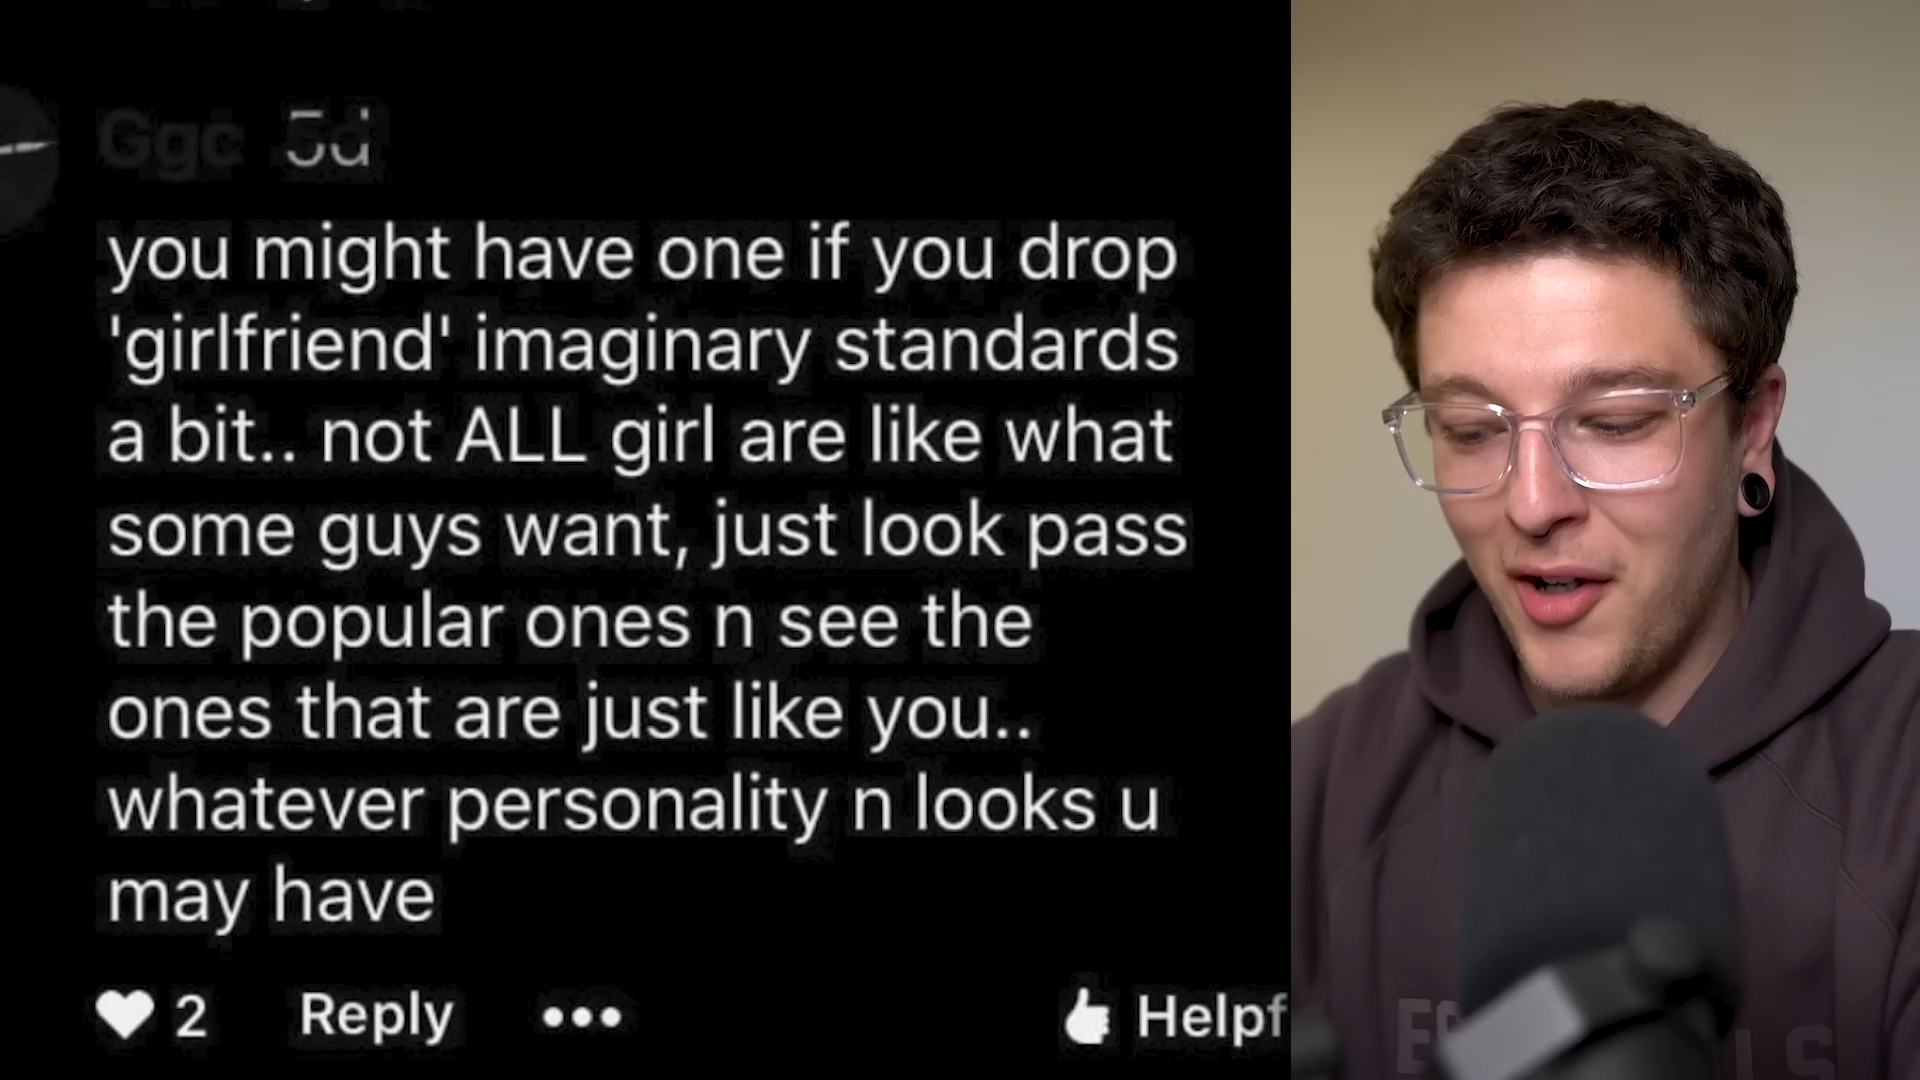 Ggc 5d
you might have one if you drop
'girlfriend' imaginary standards
a bit.. not ALL girl are like what
some guys want, just look pass
the popular ones n see the
ones that are just like you..
whatever personality n looks u
may have
2 Reply Helpf